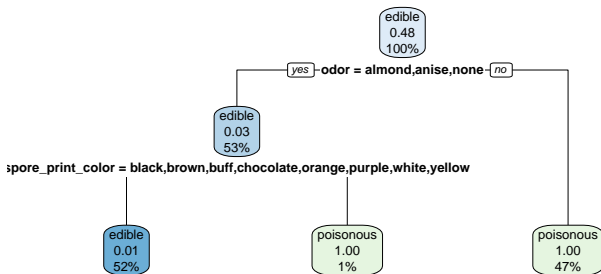 edible
0.48
100%
yes odor = almond,anise,none no
edible
0.03
53%
spore_print_color = black,brown,buff,chocolate,orange,purple,white,yellow
edible
0.01
52%
poisonous
1.00
1%
poisonous
1.00
47%